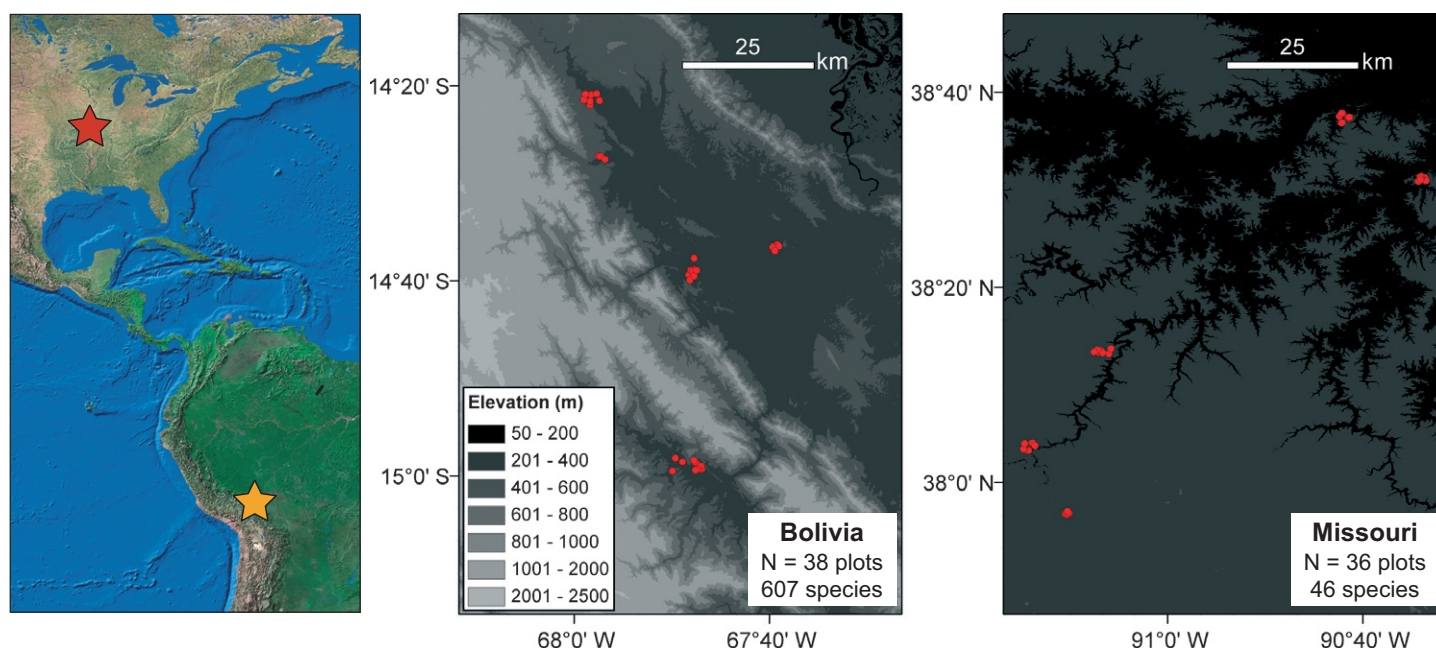 25
km
14°20' S
14°40' S
15°0' S
68°0' W
67°40' W
Elevation (m)
50 - 200
201 - 400
401 - 600
601 - 800
801 - 1000
1001 - 2000
2001 - 2500
Bolivia
N = 38 plots
607 species
25
km
38°40' N
38°20' N
38°0' N
91°0' W
90°40' W
Missouri
N = 36 plots
46 species